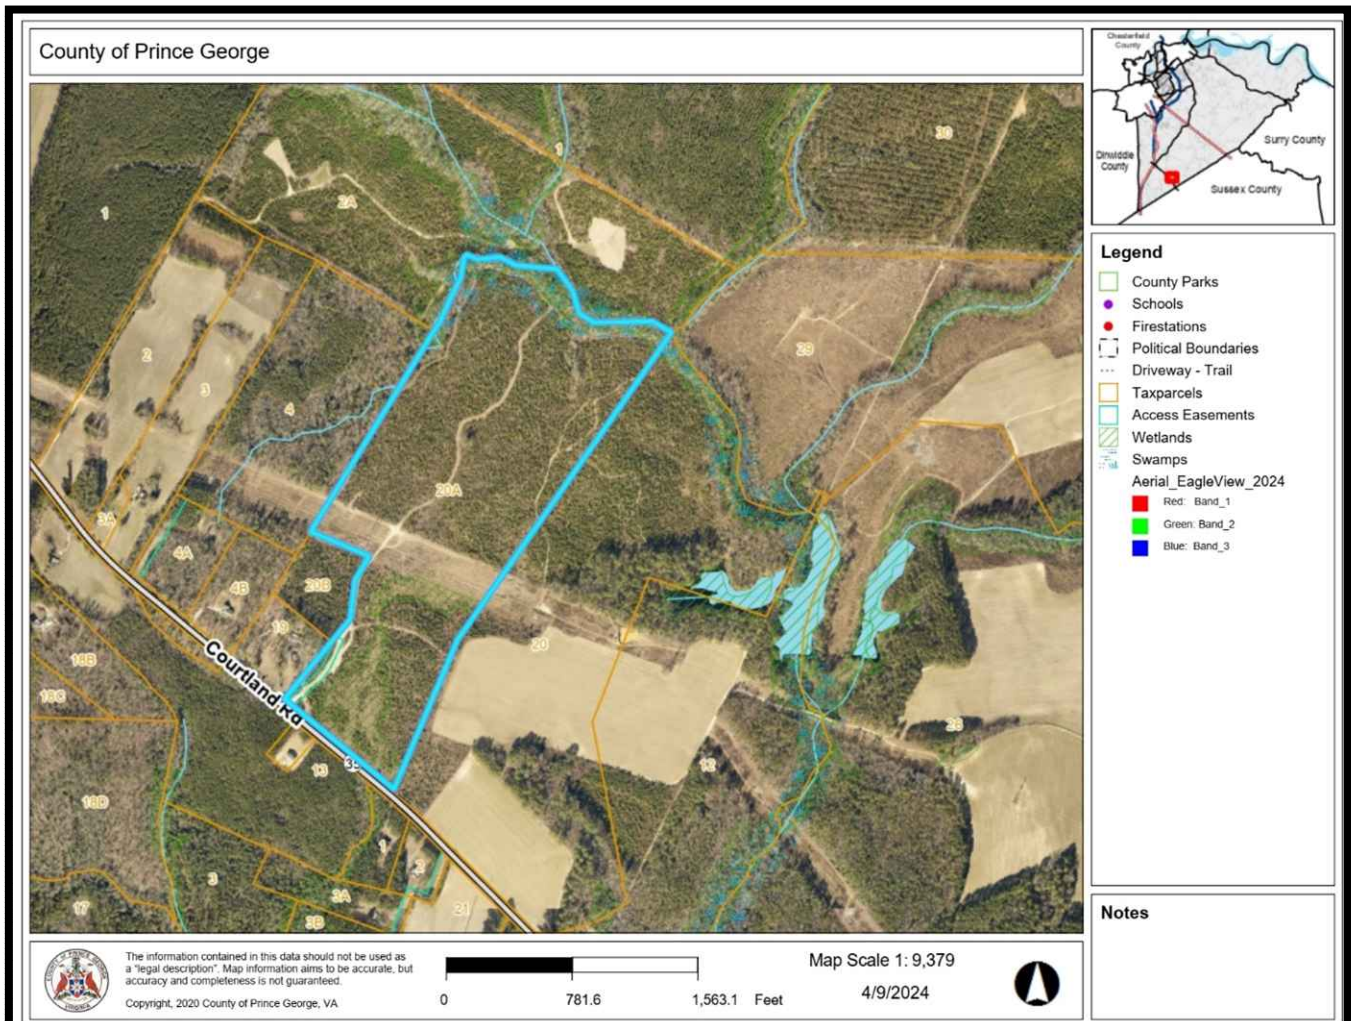 County of Prince George
Chesterfield
County
Dinwiddie
County
Surry County
Sussex County
1
2A
1
30
2
3
4
29
3A
4A
4B
20B
19
20A
20
18B
18C
Courtland Rd
35
13
12
28
18D
1
2
3
3A
3B
21
17
Legend
County Parks
Schools
Firestations
Political Boundaries
Driveway - Trail
Taxparcels
Access Easements
Wetlands
Swamps
Aerial_EagleView_2024
Red: Band_1
Green: Band_2
Blue: Band_3
Notes
The information contained in this data should not be used as
a "legal description". Map information aims to be accurate, but
accuracy and completeness is not guaranteed.
Copyright, 2020 County of Prince George, VA
0 781.6 1,563.1 Feet
Map Scale 1: 9,379
4/9/2024